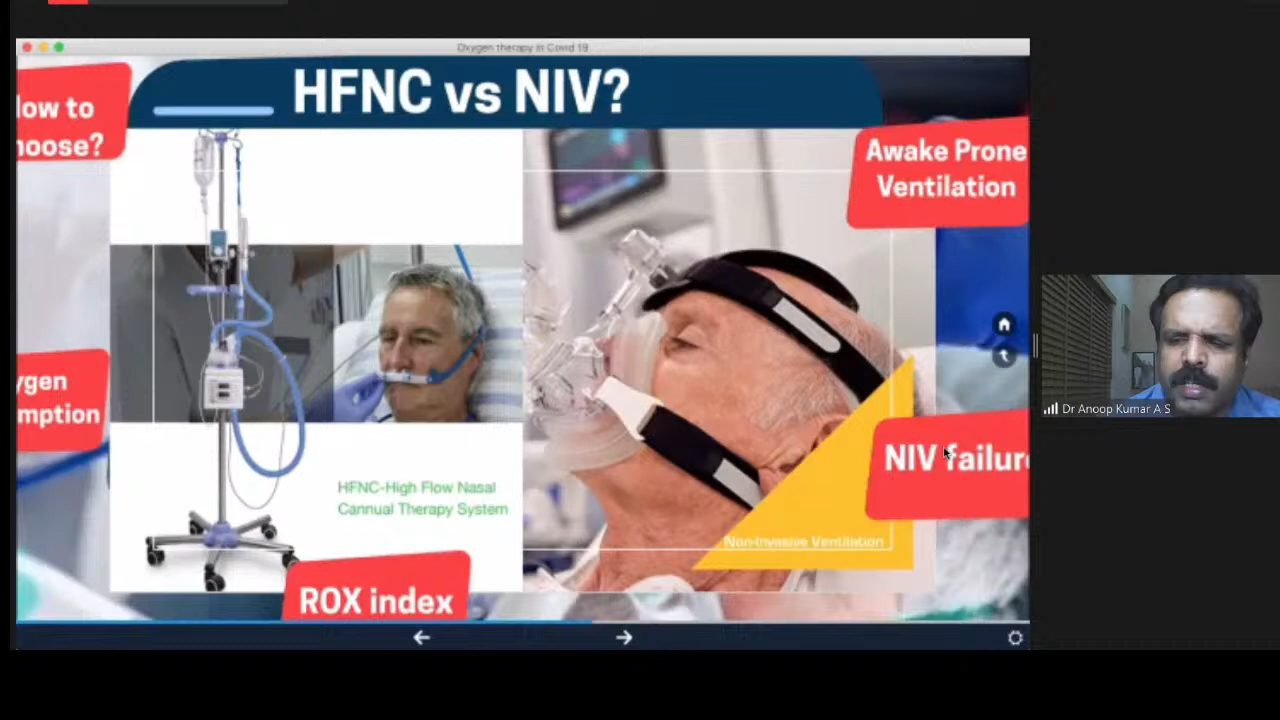 Oxygen therapy in Covid 19
HFNC vs NIV?
low to
hoose?
Awake Prone
Ventilation
ygen
mption
HFNC-High Flow Nasal
Cannual Therapy System
NIV failure
Non-Invasive Ventilation
ROX index
Dr Anoop Kumar A S